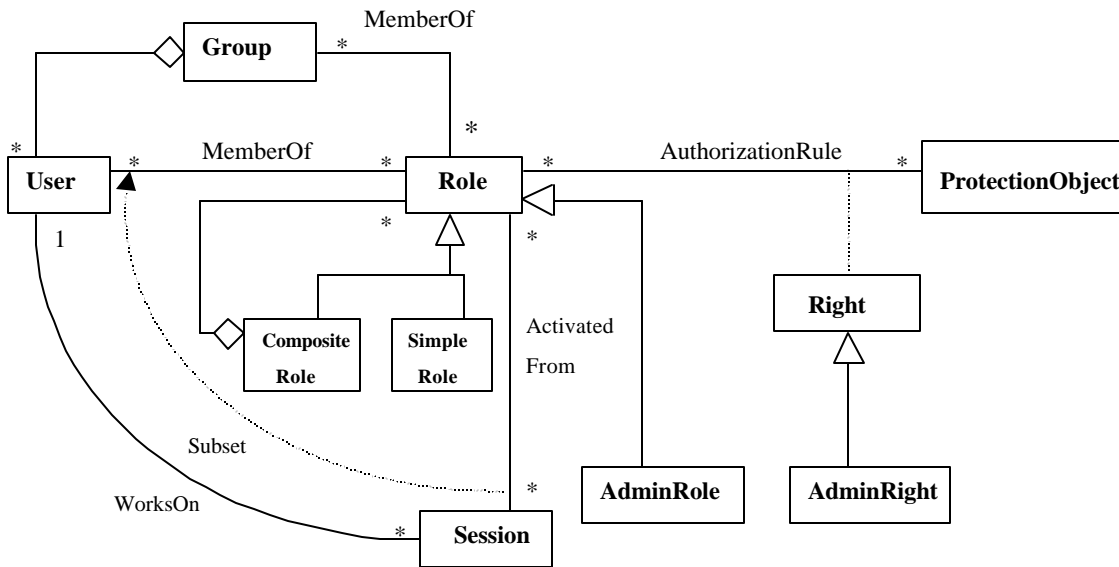 MemberOf
Group
*
*
*
MemberOf
*
*
*
AuthorizationRule
*
User
Role
ProtectionObject
*
*
1
Right
Composite
Role
Simple
Role
Activated
From
Subset
WorksOn
*
AdminRole
AdminRight
*
Session